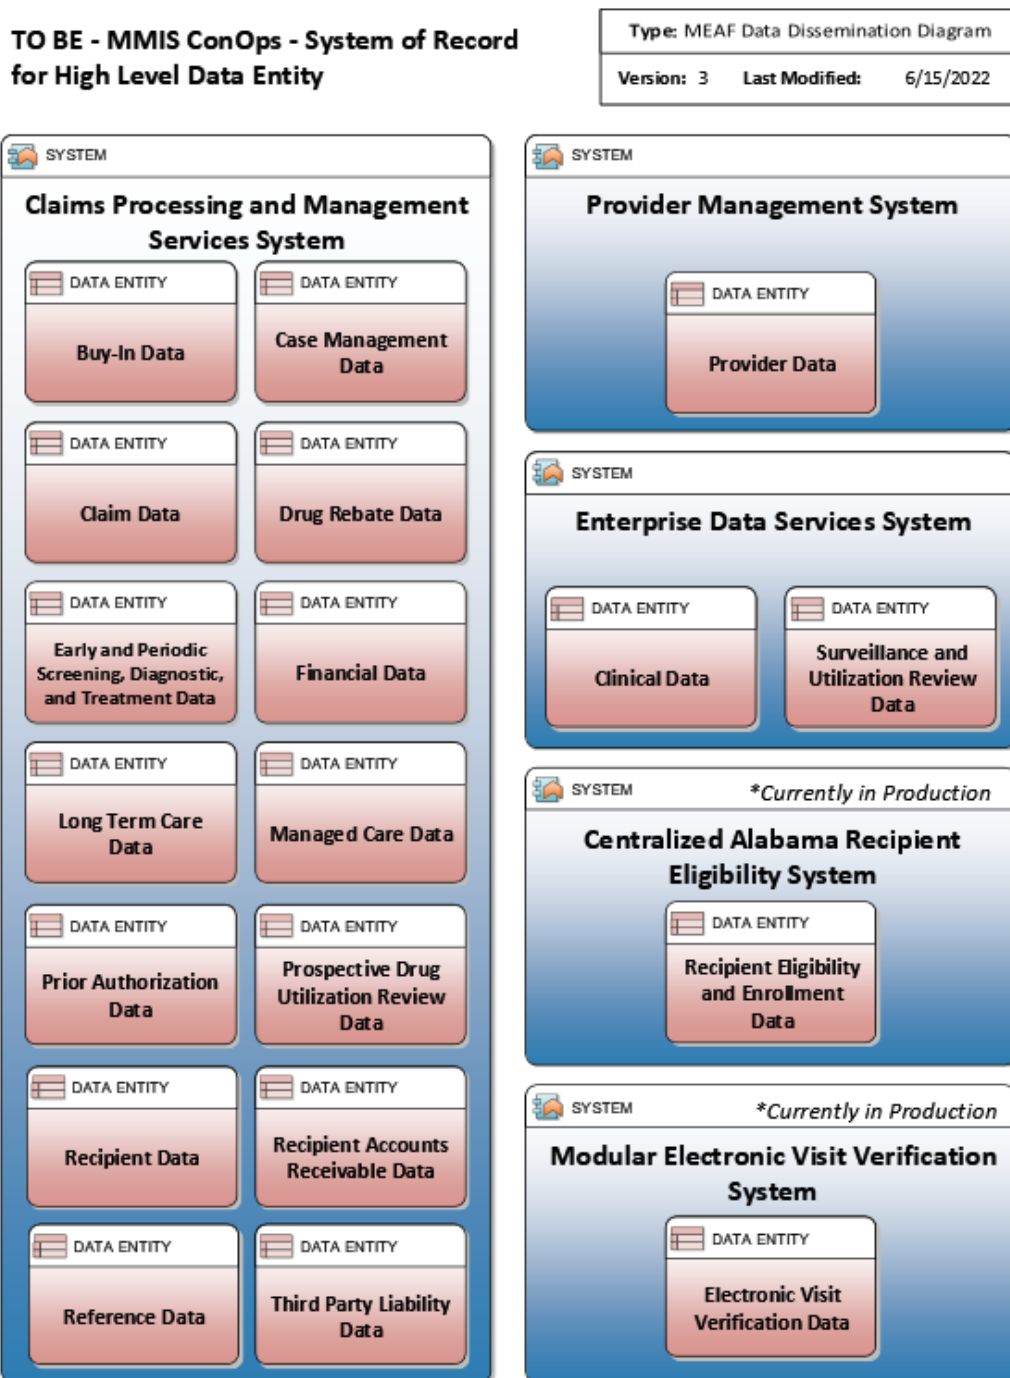 TO BE - MMIS ConOps - System of Record
for High Level Data Entity
Type: MEAF Data Dissemination Diagram
Version: 3 Last Modified: 6/15/2022
SYSTEM
Claims Processing and Management
Services System
DATA ENTITY
Buy-In Data
DATA ENTITY
Case Management
Data
DATA ENTITY
Claim Data
DATA ENTITY
Drug Rebate Data
DATA ENTITY
Early and Periodic
Screening, Diagnostic,
and Treatment Data
DATA ENTITY
Financial Data
DATA ENTITY
Long Term Care
Data
DATA ENTITY
Managed Care Data
DATA ENTITY
Prior Authorization
Data
DATA ENTITY
Prospective Drug
Utilization Review
Data
DATA ENTITY
Recipient Data
DATA ENTITY
Recipient Accounts
Receivable Data
DATA ENTITY
Reference Data
DATA ENTITY
Third Party Liability
Data
SYSTEM
Provider Management System
DATA ENTITY
Provider Data
SYSTEM
Enterprise Data Services System
DATA ENTITY
Clinical Data
DATA ENTITY
Surveillance and
Utilization Review
Data
SYSTEM
*Currently in Production
Centralized Alabama Recipient
Eligibility System
DATA ENTITY
Recipient Eligibility
and Enrollment
Data
SYSTEM
*Currently in Production
Modular Electronic Visit Verification
System
DATA ENTITY
Electronic Visit
Verification Data